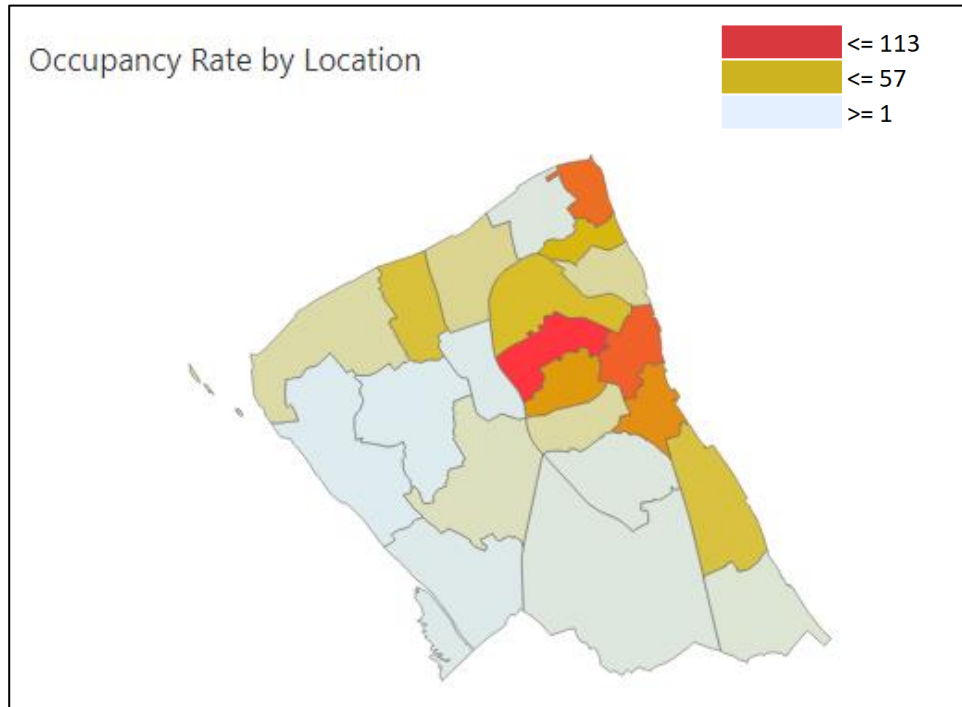 Occupancy Rate by Location
<= 113
<= 57
>= 1